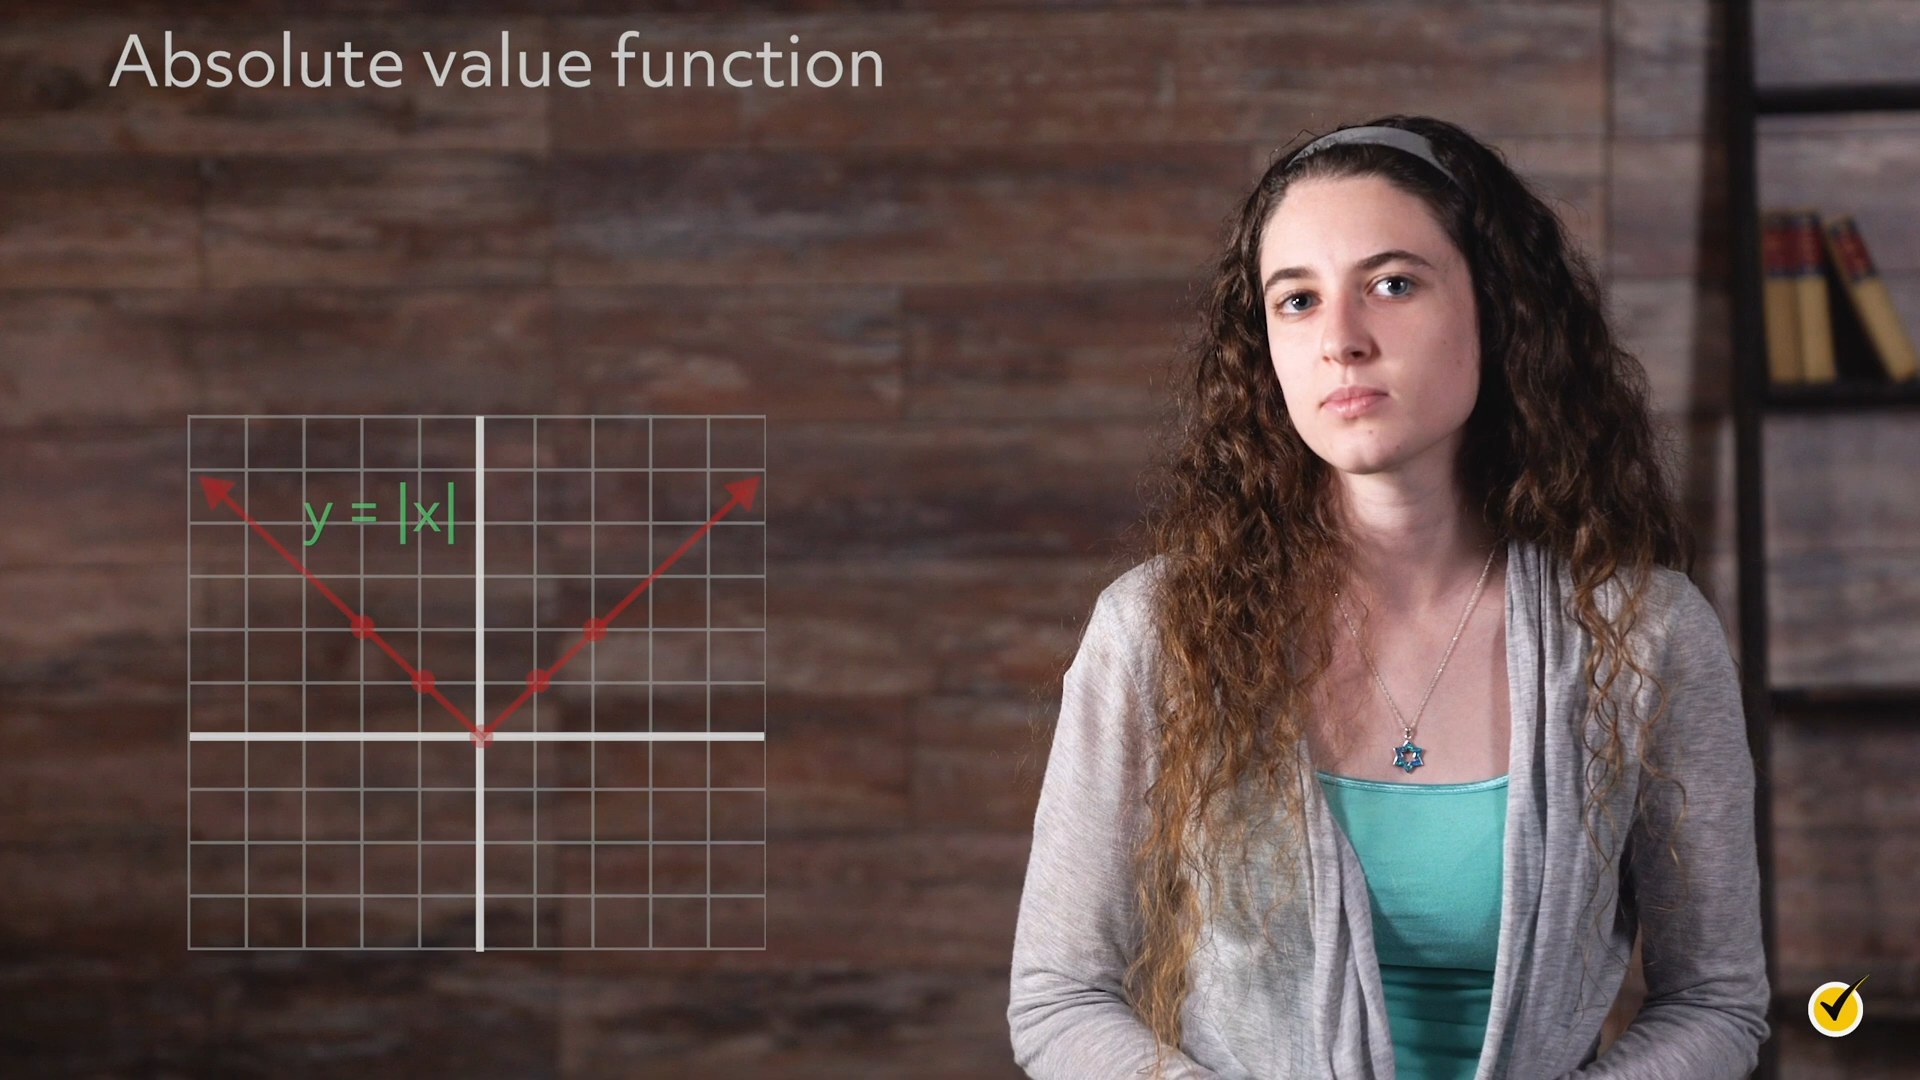 Absolute value function
y = |x|